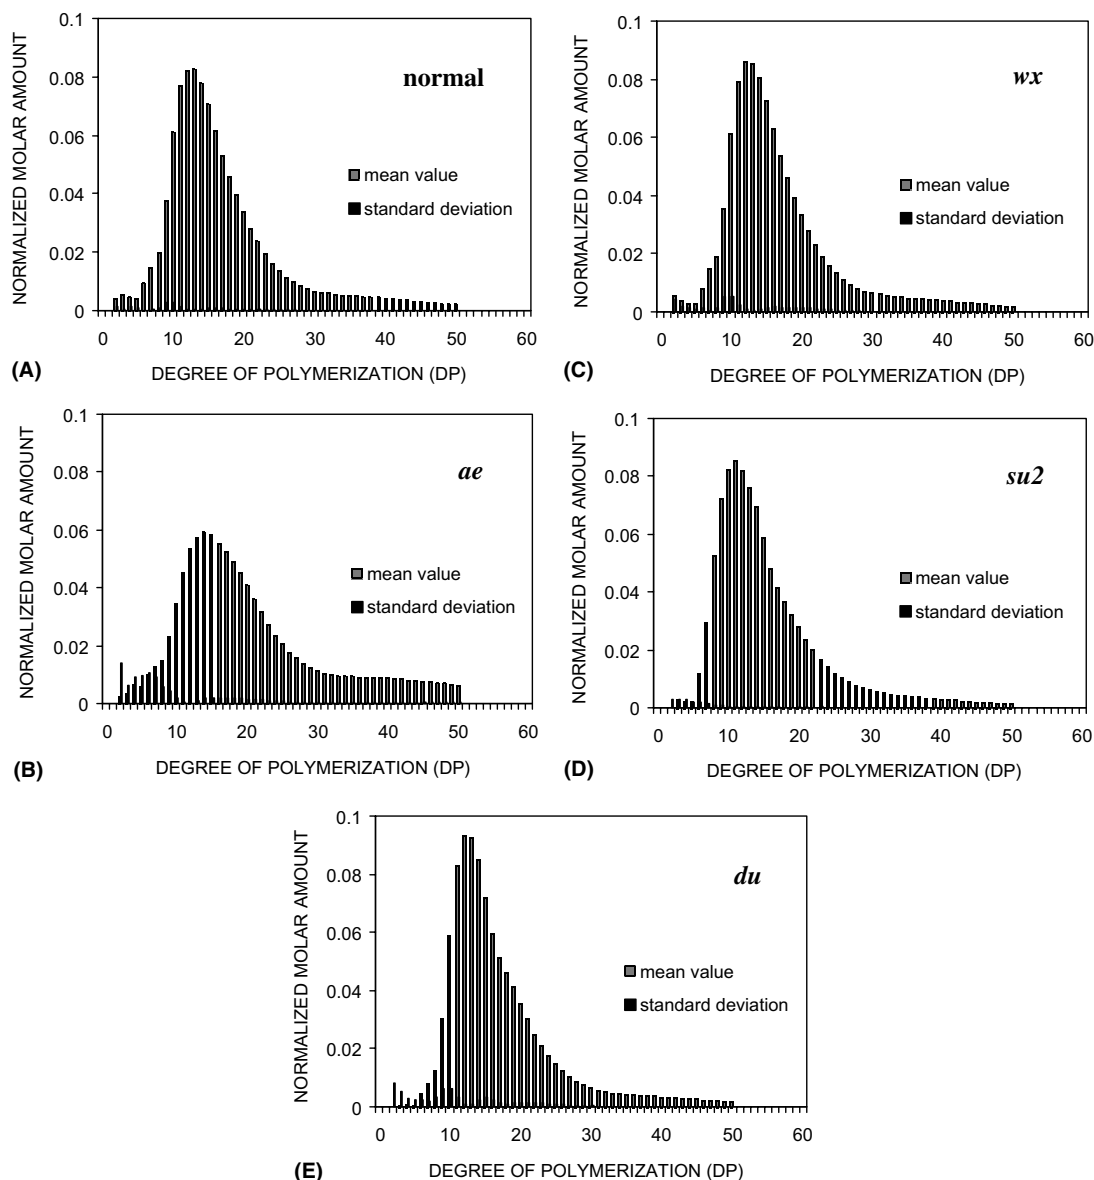 0.1
0.08
0.06
0.04
0.02
0
NORMALIZED MOLAR AMOUNT
normal
mean value
standard deviation
0 10 20 30 40 50 60
(A) DEGREE OF POLYMERIZATION (DP)
0.1
0.08
0.06
0.04
0.02
0
NORMALIZED MOLAR AMOUNT
wx
mean value
standard deviation
0 10 20 30 40 50 60
(C) DEGREE OF POLYMERIZATION (DP)
0.1
0.08
0.06
0.04
0.02
0
NORMALIZED MOLAR AMOUNT
ae
mean value
standard deviation
0 10 20 30 40 50 60
(B) DEGREE OF POLYMERIZATION (DP)
0.1
0.08
0.06
0.04
0.02
0
NORMALIZED MOLAR AMOUNT
su2
mean value
standard deviation
0 10 20 30 40 50 60
(D) DEGREE OF POLYMERIZATION (DP)
0.1
0.08
0.06
0.04
0.02
0
NORMALIZED MOLAR AMOUNT
du
mean value
standard deviation
0 10 20 30 40 50 60
(E) DEGREE OF POLYMERIZATION (DP)